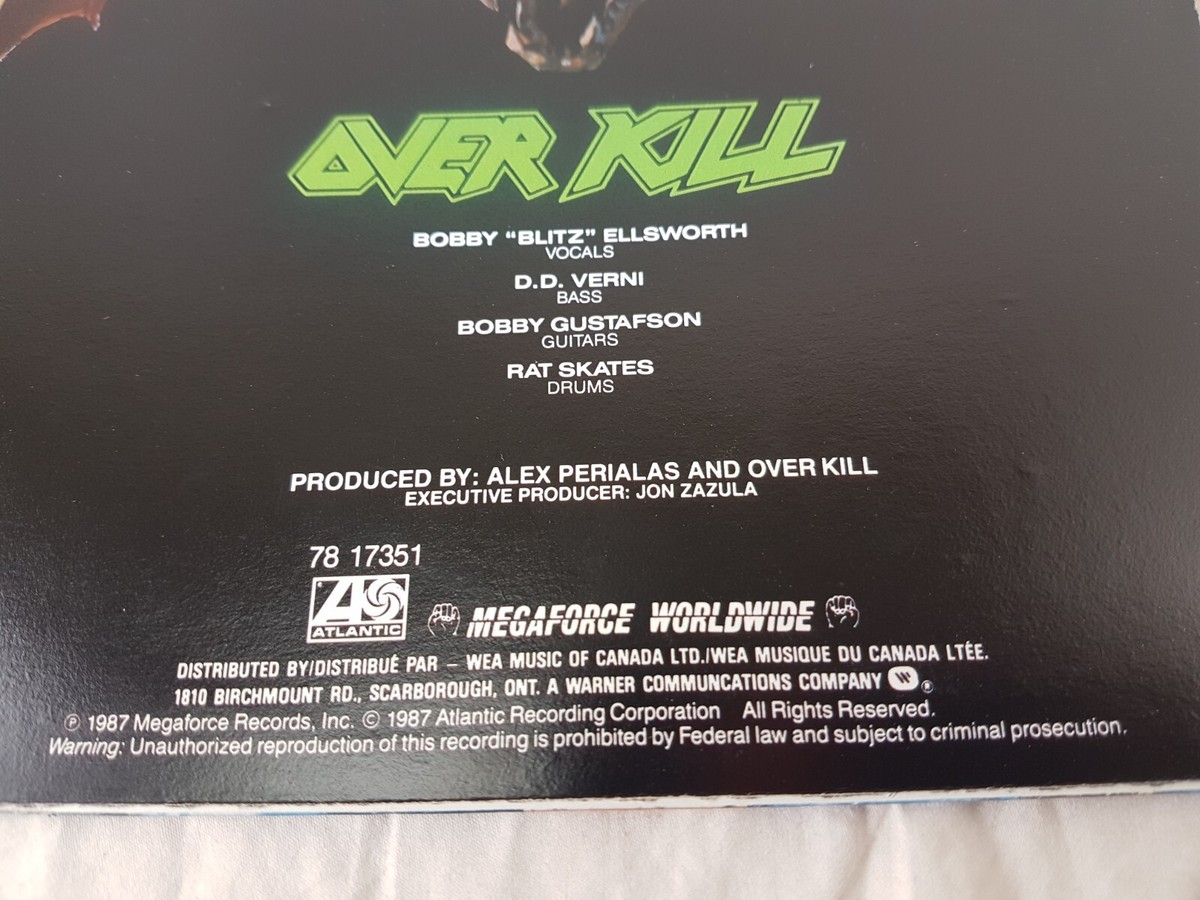 OVER KILL
BOBBY “BLITZ” ELLSWORTH
VOCALS
D.D. VERNI
BASS
BOBBY GUSTAFSON
GUITARS
RAT SKATES
DRUMS
PRODUCED BY: ALEX PERIALAS AND OVER KILL
EXECUTIVE PRODUCER: JON ZAZULA
78 17351
ATLANTIC
MEGAFORCE WORLDWIDE
DISTRIBUTED BY/DISTRIBUÉ PAR – WEA MUSIC OF CANADA LTD./WEA MUSIQUE DU CANADA LTÉE.
1810 BIRCHMOUNT RD., SCARBOROUGH, ONT. A WARNER COMMUNCATIONS COMPANY ®
℗ 1987 Megaforce Records, Inc. © 1987 Atlantic Recording Corporation All Rights Reserved.
Warning: Unauthorized reproduction of this recording is prohibited by Federal law and subject to criminal prosecution.